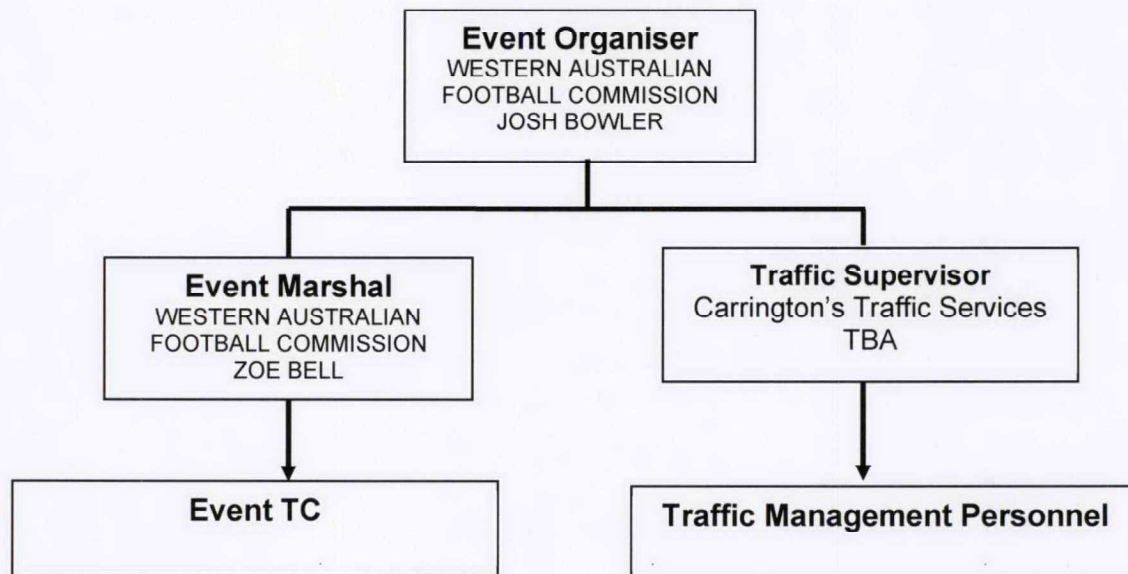 Event Organiser
WESTERN AUSTRALIAN
FOOTBALL COMMISSION
JOSH BOWLER
Event Marshal
WESTERN AUSTRALIAN
FOOTBALL COMMISSION
ZOE BELL
Traffic Supervisor
Carrington's Traffic Services
TBA
Event TC
Traffic Management Personnel